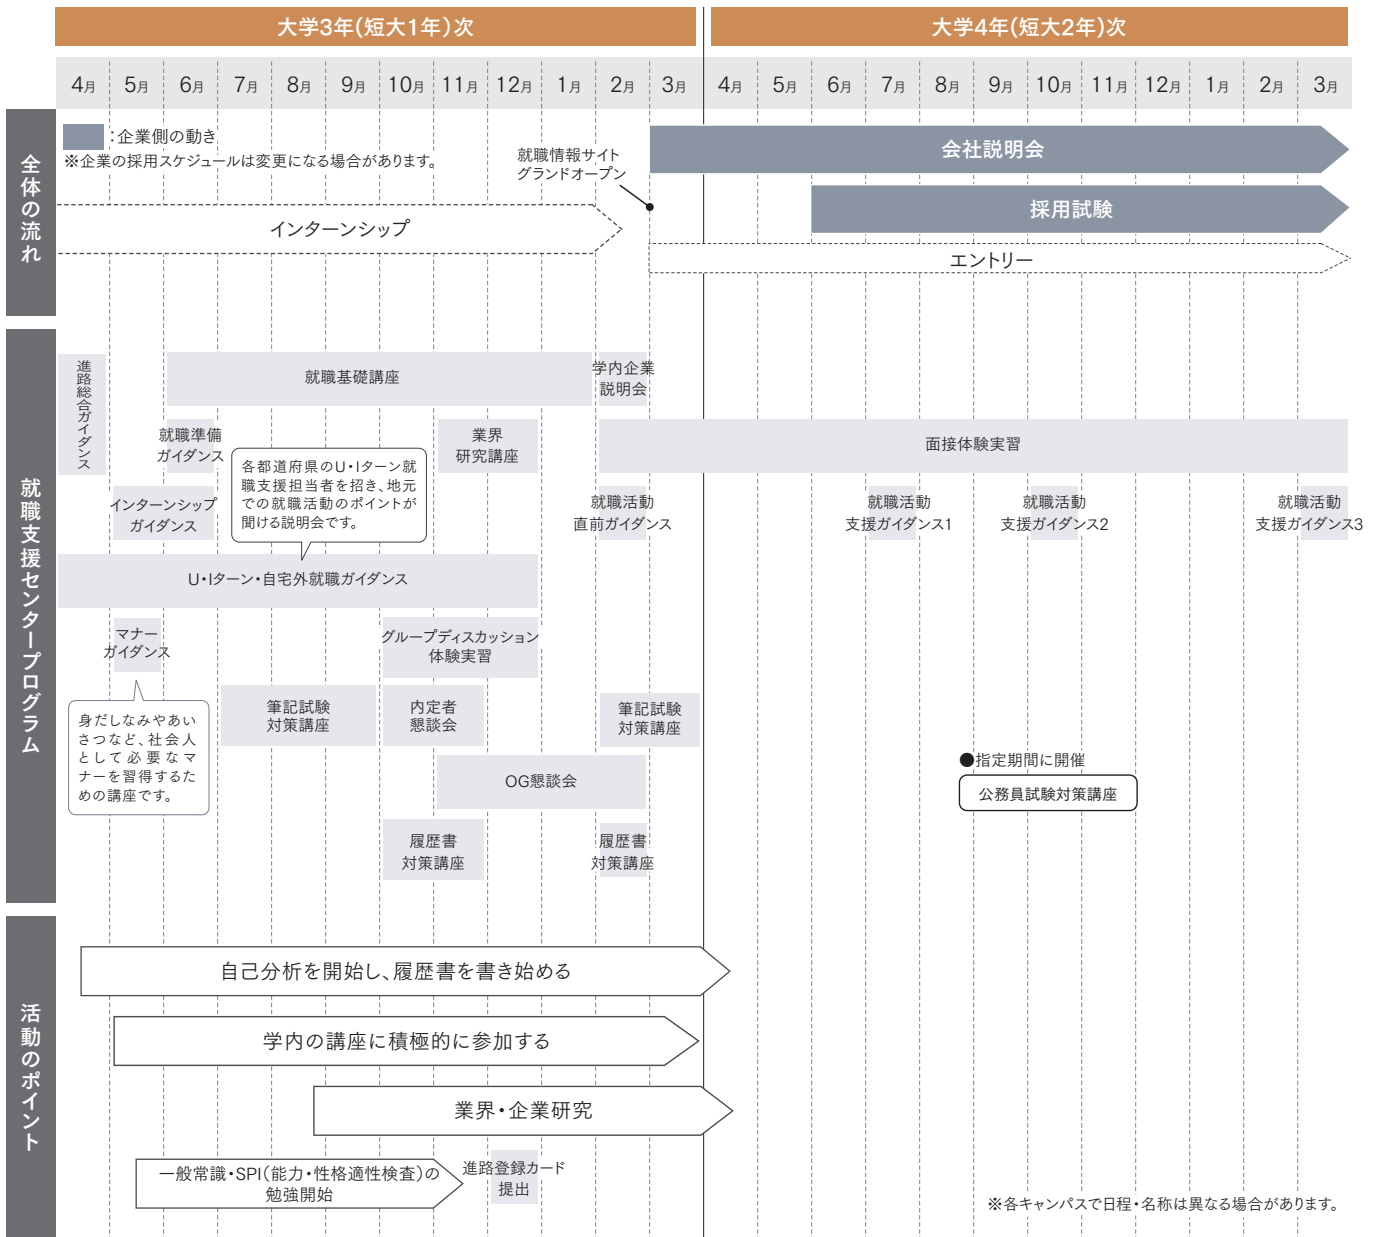 大学3年(短大1年)次
大学4年(短大2年)次
4月 5月 6月 7月 8月 9月 10月 11月 12月 1月 2月 3月 4月 5月 6月 7月 8月 9月 10月 11月 12月 1月 2月 3月
全体の流れ
:企業側の動き
※企業の採用スケジュールは変更になる場合があります。
就職情報サイト
グランドオープン
会社説明会
採用試験
インターンシップ
エントリー
就職支援センタープログラム
進路総合ガイダンス
就職基礎講座
学内企業
説明会
就職準備
ガイダンス
業界
研究講座
面接体験実習
各都道府県のU・Iターン就
職支援担当者を招き、地元
での就職活動のポイントが
聞ける説明会です。
インターンシップ
ガイダンス
就職活動
直前ガイダンス
就職活動
支援ガイダンス1
就職活動
支援ガイダンス2
就職活動
支援ガイダンス3
U・Iターン・自宅外就職ガイダンス
マナー
ガイダンス
グループディスカッション
体験実習
身だしなみやあい
さつなど、社会人
として必要なマ
ナーを習得するた
めの講座です。
筆記試験
対策講座
内定者
懇談会
筆記試験
対策講座
OG懇談会
●指定期間に開催
公務員試験対策講座
履歴書
対策講座
履歴書
対策講座
活動のポイント
自己分析を開始し、履歴書を書き始める
学内の講座に積極的に参加する
業界・企業研究
一般常識・SPI(能力・性格適性検査)の
勉強開始
進路登録カード
提出
※各キャンパスで日程・名称は異なる場合があります。